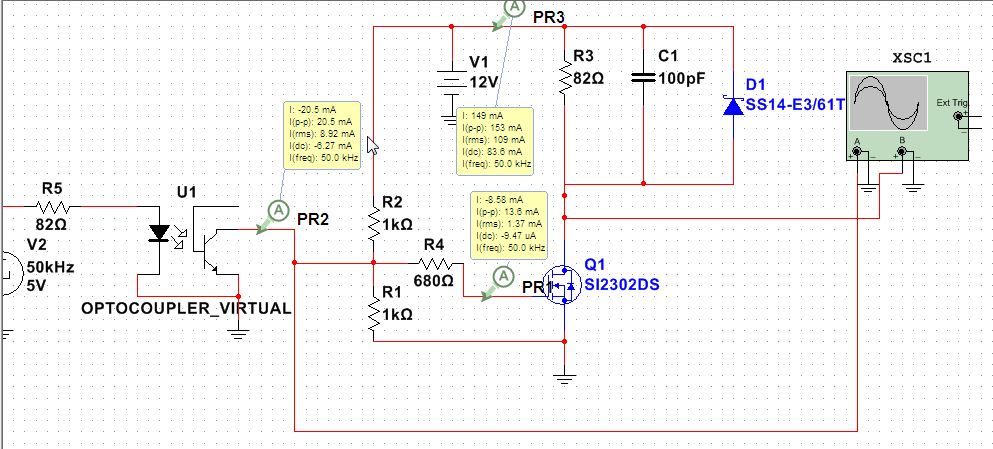 A
PR3
XSC1
V1
12V
R3
82Ω
C1
100pF
D1
SS14-E3/61T
Ext Trig
+
_
A
B
+
_
+
_
I: -20.5 mA
I(p-p): 20.5 mA
I(rms): 8.92 mA
I(dc): -6.27 mA
I(freq): 50.0 kHz
I: 149 mA
I(p-p): 153 mA
I(rms): 109 mA
I(dc): 83.6 mA
I(freq): 50.0 kHz
R5
82Ω
U1
A
PR2
R2
1kΩ
I: -8.58 mA
I(p-p): 13.6 mA
I(rms): 1.37 mA
I(dc): -9.47 uA
I(freq): 50.0 kHz
V2
50kHz
5V
R4
680Ω
A
PR1
Q1
SI2302DS
OPTOCOUPLER_VIRTUAL
R1
1kΩ